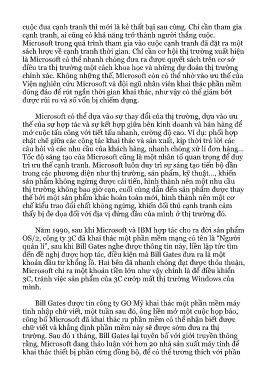 cuộc đua cạnh tranh thì mới là kẻ thất bại sau cùng. Chỉ cần tham gia
cạnh tranh, ai cũng có khả năng trở thành người thắng cuộc.
Microsoft trong quá trình tham gia vào cuộc cạnh tranh đã đặt ra một
sách lược về cạnh tranh thời gian. Chỉ cần cơ hội thị trường xuất hiện
là Microsoft có thể nhanh chóng đưa ra được quyết sách trên cơ sở
điều tra thị trường một cách khoa học và những dự đoán thị trường
chính xác. Không những thế, Microsoft còn có thể nhờ vào ưu thế của
Viện nghiên cứu Microsoft và đội ngũ nhân viên khai thác phần mềm
đông đảo để rút ngắn thời gian khai thác, như vậy có thể giảm bớt
được rủi ro và số vốn bị chiếm dụng.
Microsoft có thể dựa vào sự thay đổi của thị trường, dựa vào ưu
thế của sự hợp tác và sự kết hợp giữa bên kinh doanh và bán hàng để
mở cuộc tấn công với tiết tấu nhanh, cường độ cao. Ví dụ: phối hợp
chặt chẽ giữa các công tác khai thác và sản xuất, kịp thời trả lời các
câu hỏi và các nhu cầu của khách hàng, nhanh chóng xử lí đơn hàng...
Tốc độ sáng tạo của Microsoft cũng là một nhân tố quan trọng để duy
trì ưu thế cạnh tranh. Microsoft luôn duy trì sự sáng tạo tiến bộ dần
trong các phương diện như thị trường, sản phẩm, kỹ thuật..., khiến
sản phẩm không ngừng được cải tiến, hình thành nên một nhu cầu
thị trường không bao giờ cạn, cuối cùng dẫn đến sản phẩm được thay
thế bởi một sản phẩm khác hoàn toàn mới, hình thành nên một cơ
chế kiểu trao đổi chất không ngừng, khiến đối thủ cạnh tranh cảm
thấy bị đe dọa đối với địa vị đứng đầu của mình ở thị trường đó.
Năm 1990, sau khi Microsoft và IBM hợp tác cho ra đời sản phẩm
OS/2, công ty 3C đã khai thác một phần mềm mạng có tên là “Người
quản lí”, sau khi Bill Gates nghe được thông tin này, liền lập tức tìm
đến đề nghị được hợp tác, điều kiện mà Bill Gates đưa ra là một
khoản đầu tư khổng lồ. Hai bên đã nhanh chóng đạt được thỏa thuận,
Microsoft chi ra một khoản tiền lớn như vậy chính là để khiến
3C, tránh việc sản phẩm của 3C cướp mất thị trường Windows của
mình.
Bill Gates được tin công ty GO Mỹ khai thác một phần mềm máy
tính nhập chữ viết, một tuần sau đó, ông liền mở một cuộc họp báo,
công bố Microsoft đã khai thác ra phần mềm có thể nhận biết được
chữ viết và khẳng định phần mềm này sẽ được sớm đưa ra thị
trường. Sau đó 1 tháng, Bill Gates lại tuyên bố với giới truyền thông
rằng, Microsoft đang thảo luận với hơn 20 nhà sản xuất máy tính để
khai thác thiết bị phần cứng đồng bộ, để có thể tương thích với phần